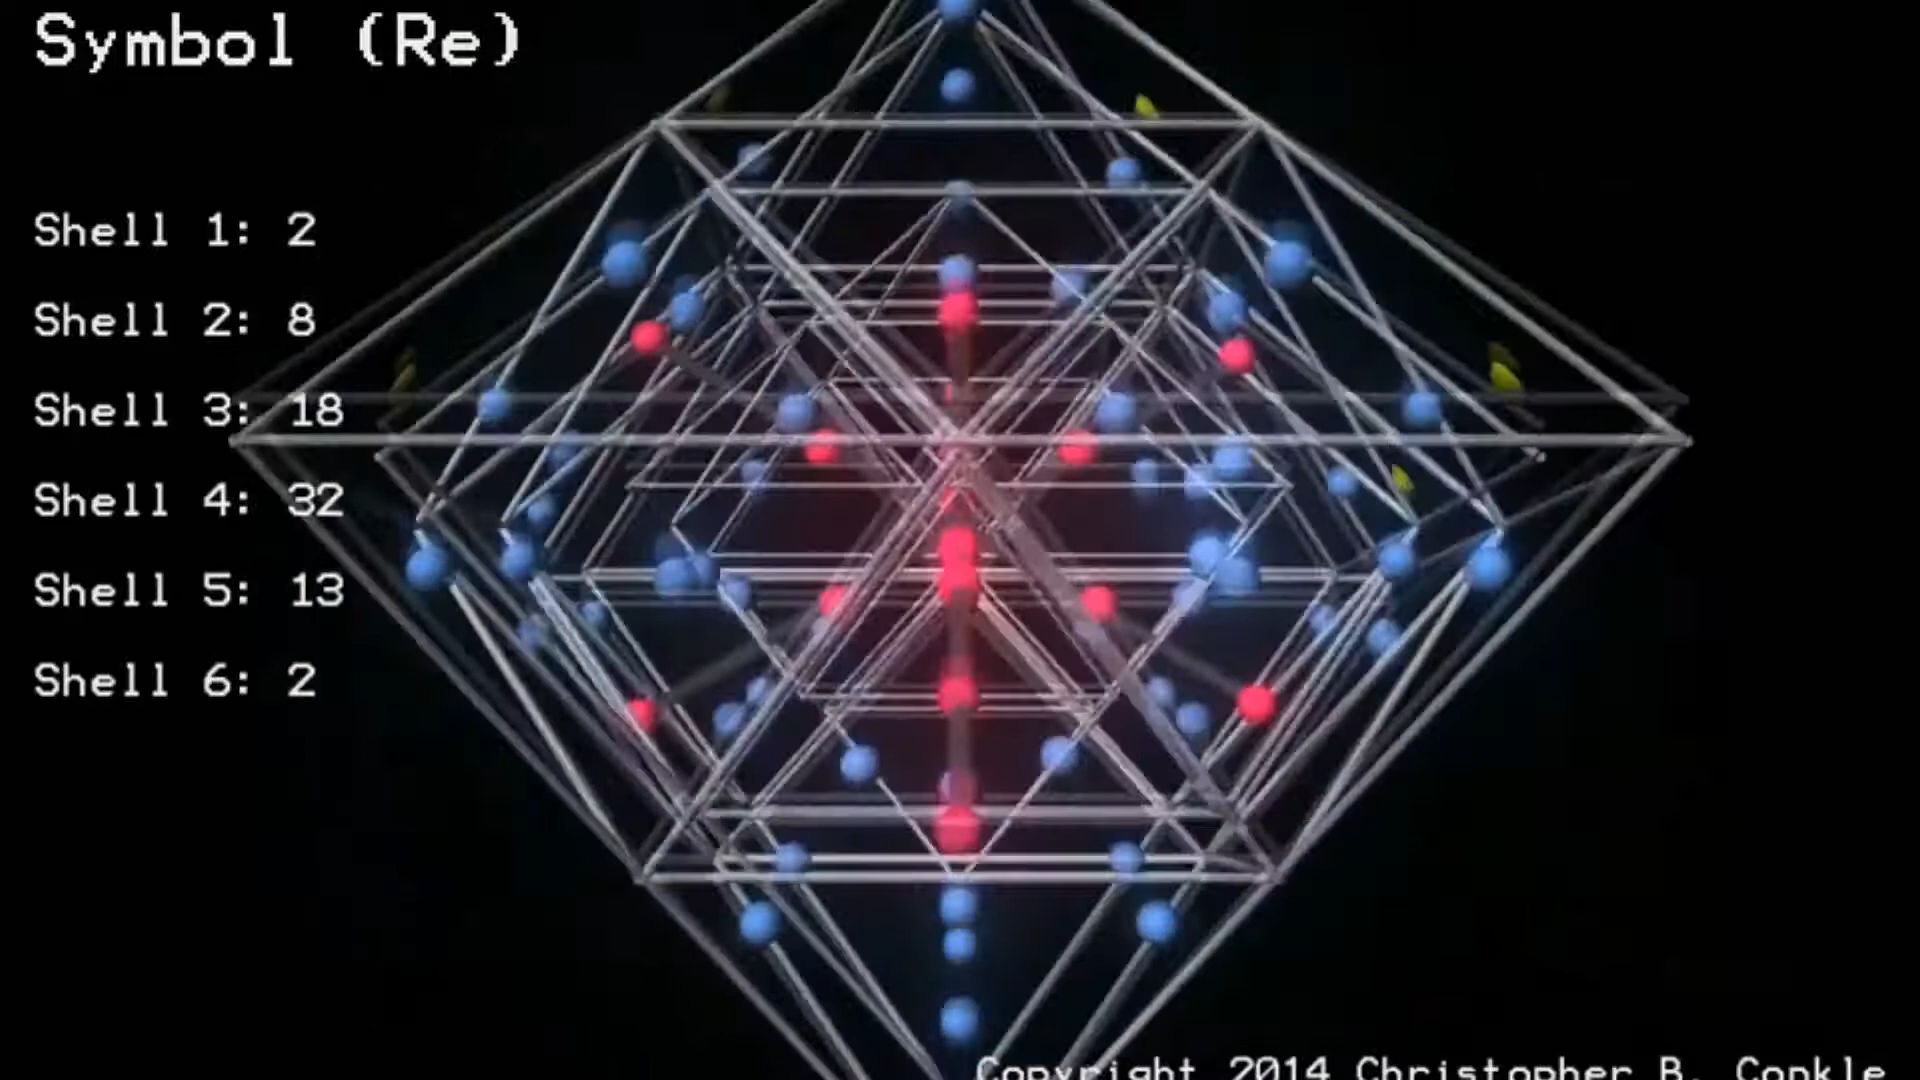 Symbol (Re)
Shell 1: 2
Shell 2: 8
Shell 3: 18
Shell 4: 32
Shell 5: 13
Shell 6: 2
Copyright 2014 Christopher B. Conkle